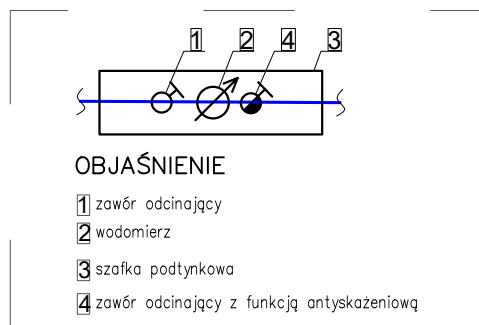 1 2 4 3
OBJAŚNIENIE
1 zawór odcinający
2 wodomierz
3 szafka podtynkowa
4 zawór odcinający z funkcją antyskażeniową